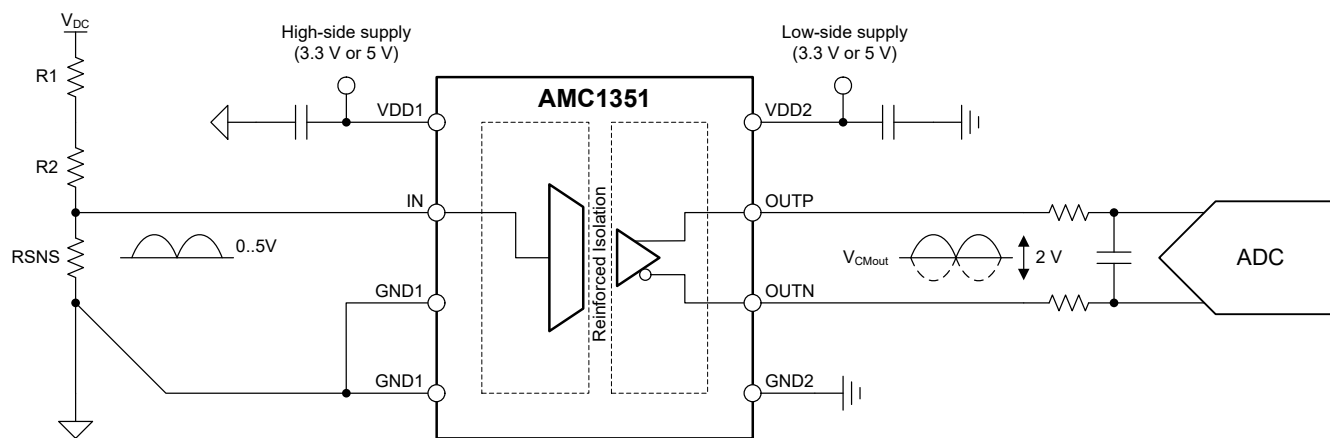 V_DC
R1
R2
RSNS
0..5V
High-side supply
(3.3 V or 5 V)
VDD1
IN
GND1
GND1
AMC1351
Reinforced Isolation
Low-side supply
(3.3 V or 5 V)
VDD2
OUTP
OUTN
GND2
V_CMout
2 V
ADC